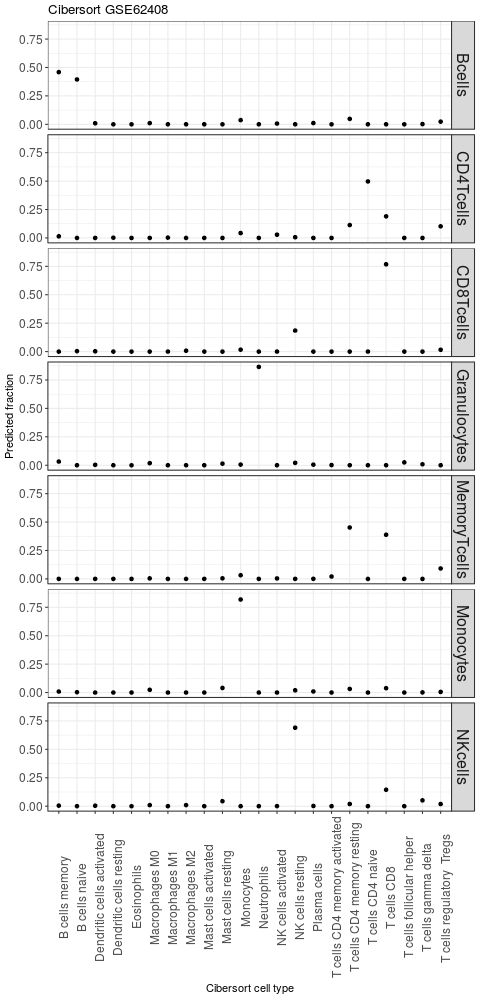 Cibersort GSE62408
0.75
0.50
0.25
0.00
Bcells
0.75
0.50
0.25
0.00
CD4Tcells
0.75
0.50
0.25
0.00
CD8Tcells
0.75
0.50
0.25
0.00
Granulocytes
0.75
0.50
0.25
0.00
MemoryTcells
0.75
0.50
0.25
0.00
Monocytes
0.75
0.50
0.25
0.00
NKcells
Predicted fraction
B cells memory
B cells naive
Dendritic cells activated
Dendritic cells resting
Eosinophils
Macrophages M0
Macrophages M1
Macrophages M2
Mast cells activated
Mast cells resting
Monocytes
Neutrophils
NK cells activated
NK cells resting
Plasma cells
T cells CD4 memory activated
T cells CD4 memory resting
T cells CD4 naive
T cells CD8
T cells follicular helper
T cells gamma delta
T cells regulatory Tregs
Cibersort cell type